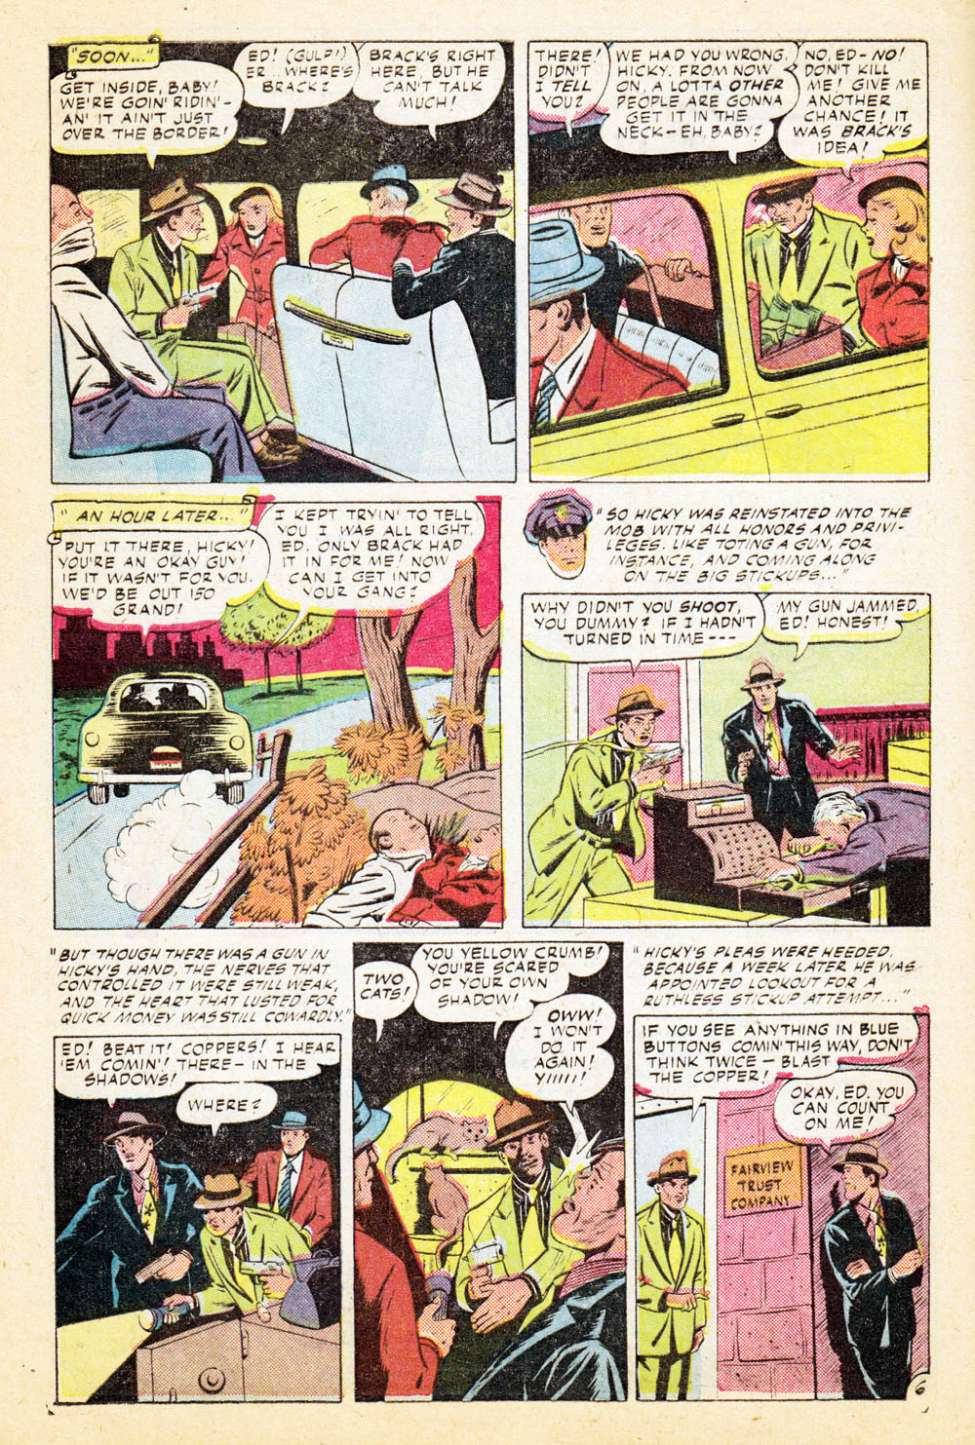 "SOON..."
GET INSIDE, BABY!
WE'RE GOIN' RIDIN'-
AN' IT AIN'T JUST
OVER THE BORDER!
ED! (GULP!)
ER...WHERE'S
BRACK?
BRACK'S RIGHT
HERE, BUT HE
CAN'T TALK
MUCH!
THERE!
DIDN'T
I TELL
YOU?
WE HAD YOU WRONG,
HICKY. FROM NOW
ON, A LOTTA OTHER
PEOPLE ARE GONNA
GET IT IN THE
NECK-EH, BABY?
NO, ED-NO!
DON'T KILL
ME! GIVE ME
ANOTHER
CHANCE! IT
WAS BRACK'S
IDEA!
"AN HOUR LATER..."
PUT IT THERE, HICKY!
YOU'RE AN OKAY GUY!
IF IT WASN'T FOR YOU,
WE'D BE OUT 150
GRAND!
I KEPT TRYIN' TO TELL
YOU I WAS ALL RIGHT,
ED. ONLY BRACK HAD
IT IN FOR ME! NOW
CAN I GET INTO
YOUR GANG?
"SO HICKY WAS REINSTATED INTO THE
MOB WITH ALL HONORS AND PRIVI-
LEGES. LIKE TOTING A GUN, FOR
INSTANCE, AND COMING ALONG
ON THE BIG STICKUPS..."
WHY DIDN'T YOU SHOOT,
YOU DUMMY? IF I HADN'T
TURNED IN TIME---
MY GUN JAMMED,
ED! HONEST!
"BUT THOUGH THERE WAS A GUN IN
HICKY'S HAND, THE NERVES THAT
CONTROLLED IT WERE STILL WEAK,
AND THE HEART THAT LUSTED FOR
QUICK MONEY WAS STILL COWARDLY."
ED! BEAT IT! COPPERS! I HEAR
'EM COMIN'! THERE-IN THE
SHADOWS!
WHERE?
TWO
CATS!
YOU YELLOW CRUMB!
YOU'RE SCARED
OF YOUR OWN
SHADOW!
OWW!
I WON'T
DO IT
AGAIN!
YIIIII!
"HICKY'S PLEAS WERE HEEDED,
BECAUSE A WEEK LATER HE WAS
APPOINTED LOOKOUT FOR A
RUTHLESS STICKUP ATTEMPT..."
IF YOU SEE ANYTHING IN BLUE
BUTTONS COMIN' THIS WAY, DON'T
THINK TWICE-BLAST
THE COPPER!
OKAY, ED. YOU
CAN COUNT
ON ME!
FAIRVIEW
TRUST
COMPANY
6